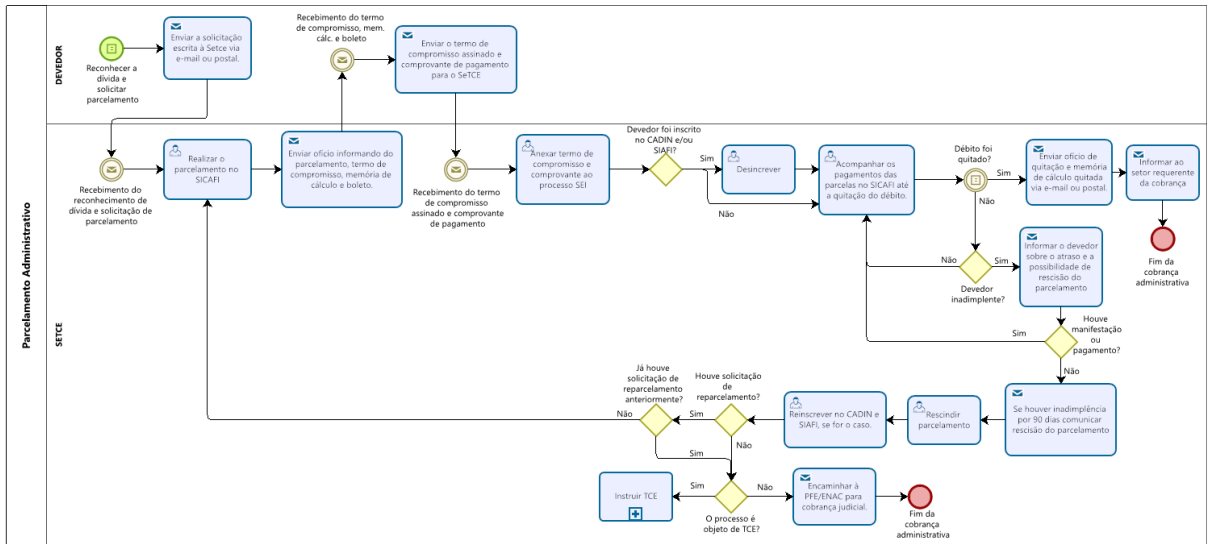 Parcelamento Administrativo
DEVEDOR
Reconhecer a
dívida e
solicitar
parcelamento
Enviar a solicitação
escrita à Setce via
e-mail ou postal.
Recebimento do termo
de compromisso, mem.
cálc. e boleto
Enviar o termo de
compromisso assinado e
comprovante de pagamento
para o SeTCE
SETCE
Recebimento do
reconhecimento de
dívida e solicitação de
parcelamento
Realizar o
parcelamento no
SICAFI
Enviar ofício informando do
parcelamento, termo de
compromisso, memória de
cálculo e boleto.
Recebimento do termo
de compromisso
assinado e comprovante
de pagamento
Anexar termo de
compromisso e
comprovante ao
processo SEI
Devedor foi inscrito
no CADIN e/ou
SIAFI?
Sim
Não
Desinscrever
Acompanhar os
pagamentos das
parcelas no SICAFI até
a quitação do débito.
Débito foi
quitado?
Sim
Não
Enviar ofício de
quitação e memória
de cálculo quitada
via e-mail ou postal.
Informar ao
setor requerente
da cobrança
Fim da
cobrança
administrativa
Não
Sim
Devedor
inadimplente?
Informar o devedor
sobre o atraso e a
possibilidade de
rescisão do
parcelamento
Sim
Houve
manifestação
ou
pagamento?
Não
Se houver inadimplência
por 90 dias comunicar
rescisão do parcelamento
Rescindir
parcelamento
Reinscrever no CADIN e
SIAFI, se for o caso.
Houve solicitação
de
reparcelamento?
Sim
Não
Já houve
solicitação de
reparcelamento
anteriormente?
Não
Sim
O processo é
objeto de TCE?
Sim
Não
Instruir TCE
Encaminhar à
PFE/ENAC para
cobrança judicial.
Fim da
cobrança
administrativa